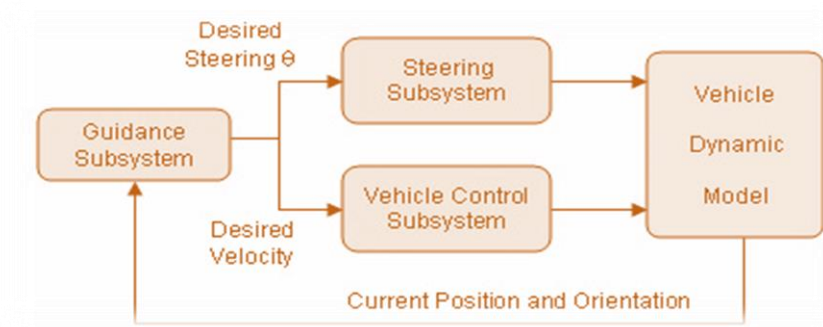 Desired
Steering θ
Steering
Subsystem
Guidance
Subsystem
Vehicle
Dynamic
Model
Vehicle Control
Subsystem
Desired
Velocity
Current Position and Orientation